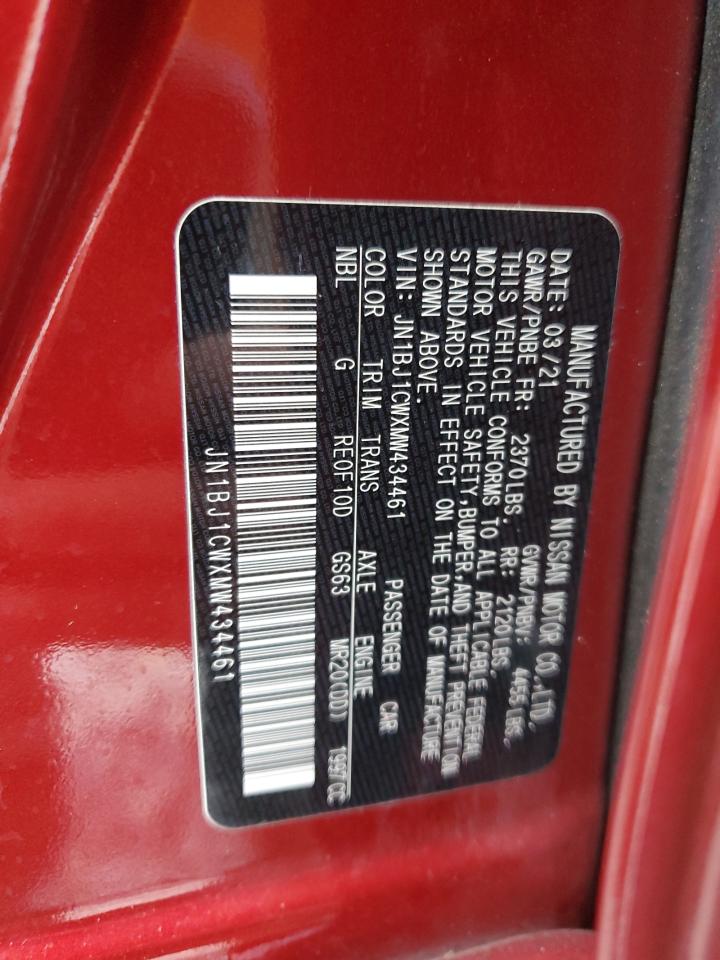 MANUFACTURED BY NISSAN MOTOR CO.,LTD.
DATE: 03/21 GVWR/PNBV: 4456 LBS,
GAWR/PNBE FR: 2370LBS. RR: 2120LBS,
THIS VEHICLE CONFORMS TO ALL APPLICABLE FEDERAL
MOTOR VEHICLE SAFETY,BUMPER,AND THEFT PREVENTION
STANDARDS IN EFFECT ON THE DATE OF MANUFACTURE
SHOWN ABOVE.
VIN: JN1BJ1CWXMW434461 PASSENGER CAR
COLOR TRIM TRANS AXLE ENGINE
NBL G RE0F10D GS63 MR20(DD) 1997CC
JN1BJ1CWXMW434461